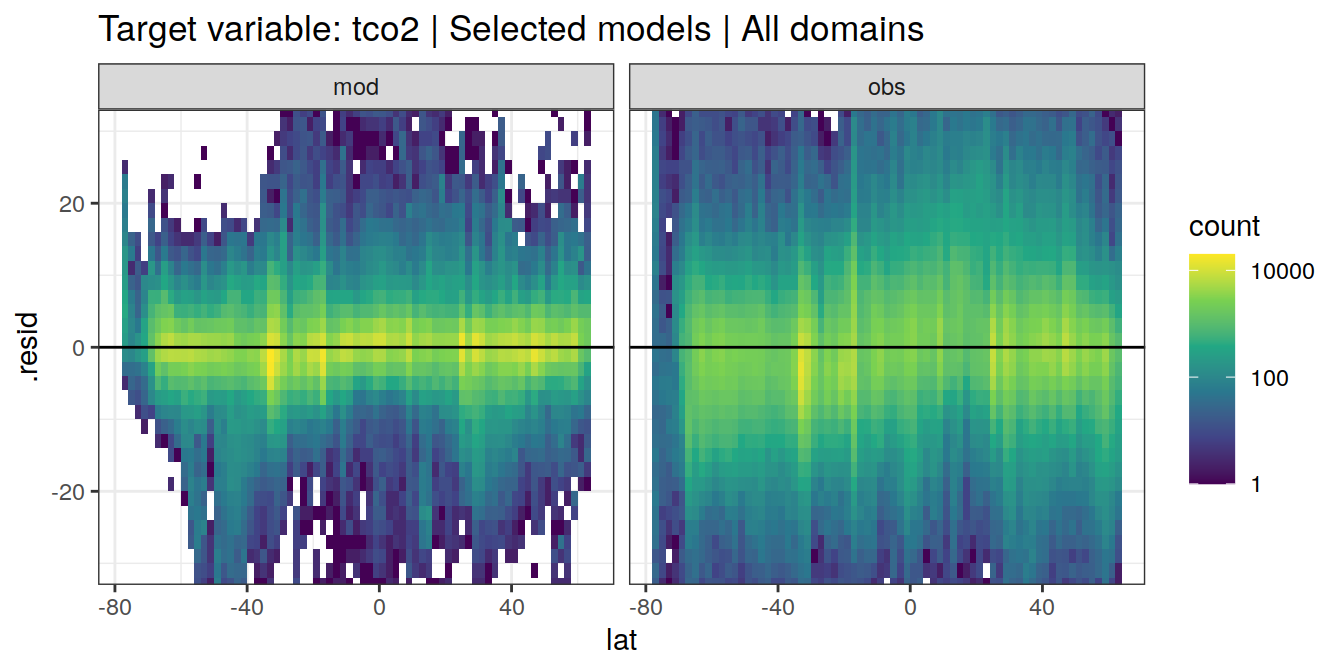 Target variable: tco2 | Selected models | All domains
mod
obs
.resid
20
0
-20
-80
-40
0
40
-80
-40
0
40
lat
count
10000
100
1